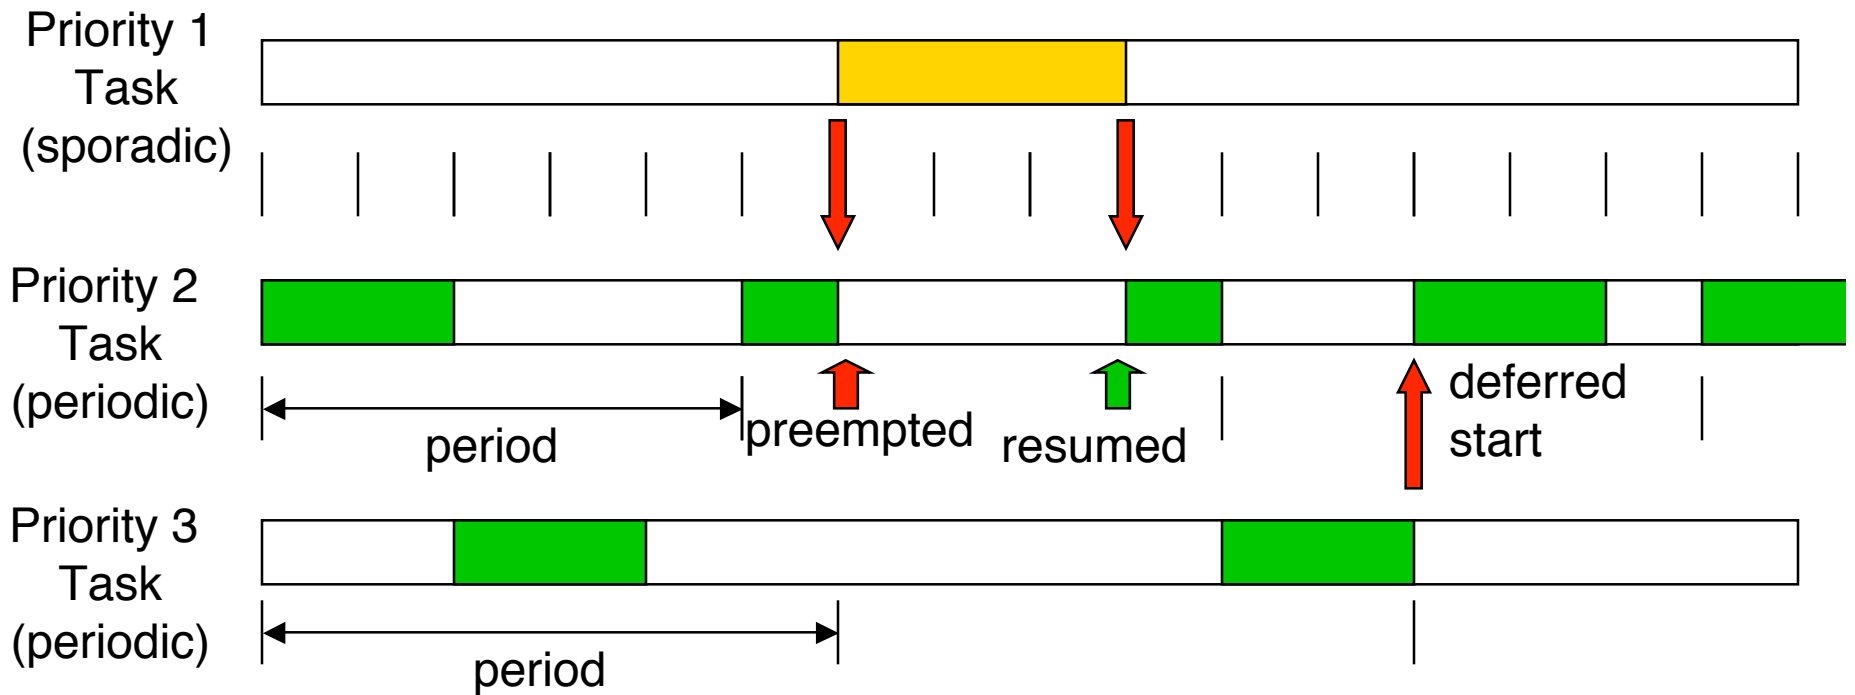 Priority 1
Task
(sporadic)
Priority 2
Task
(periodic)
period
preempted
resumed
deferred
start
Priority 3
Task
(periodic)
period